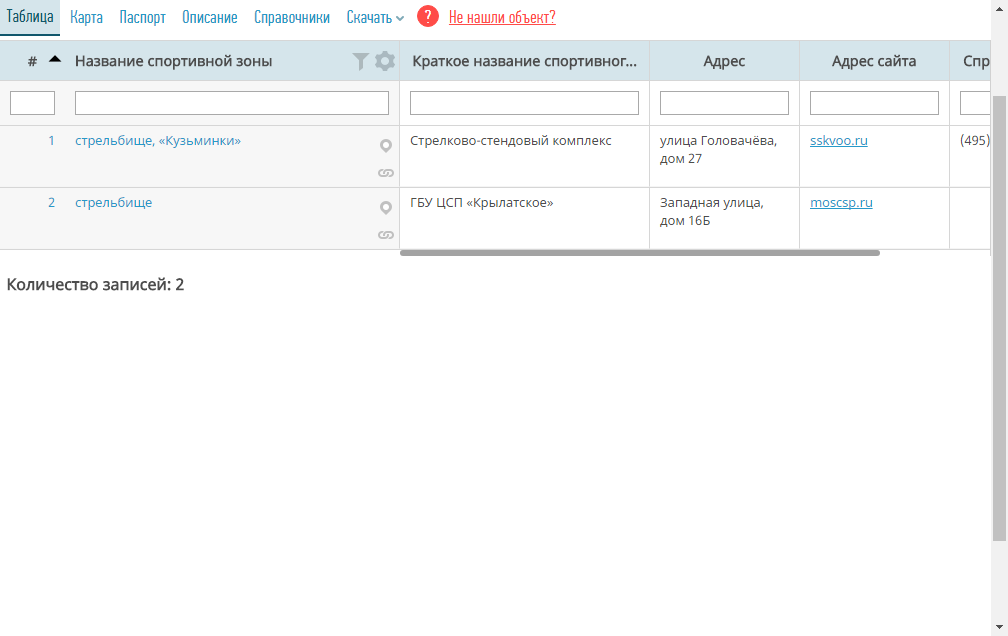 Таблица Карта Паспорт Описание Справочники Скачать ? Не нашли объект?
# Название спортивной зоны Краткое название спортивног... Адрес Адрес сайта Спр
1 стрельбище, «Кузьминки» Стрелково-стендовый комплекс улица Головачёва, sskvoo.ru (495)
дом 27
2 стрельбище ГБУ ЦСП «Крылатское» Западная улица, moscsp.ru
дом 16Б
Количество записей: 2